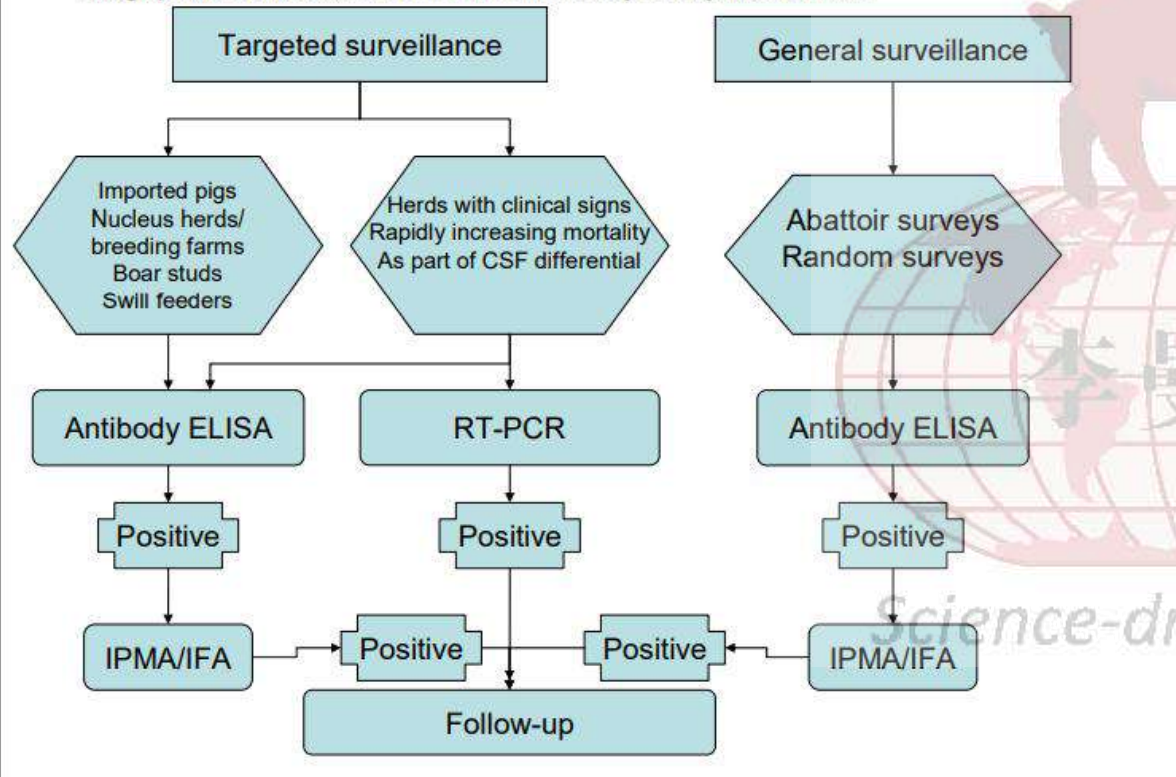 Targeted surveillance
General surveillance
Imported pigs
Nucleus herds/
breeding farms
Boar studs
Swill feeders
Herds with clinical signs
Rapidly increasing mortality
As part of CSF differential
Abattoir surveys
Random surveys
Antibody ELISA
RT-PCR
Antibody ELISA
Positive
Positive
Positive
IPMA/IFA
Positive
Positive
IPMA/IFA
Follow-up
李
Science-dr